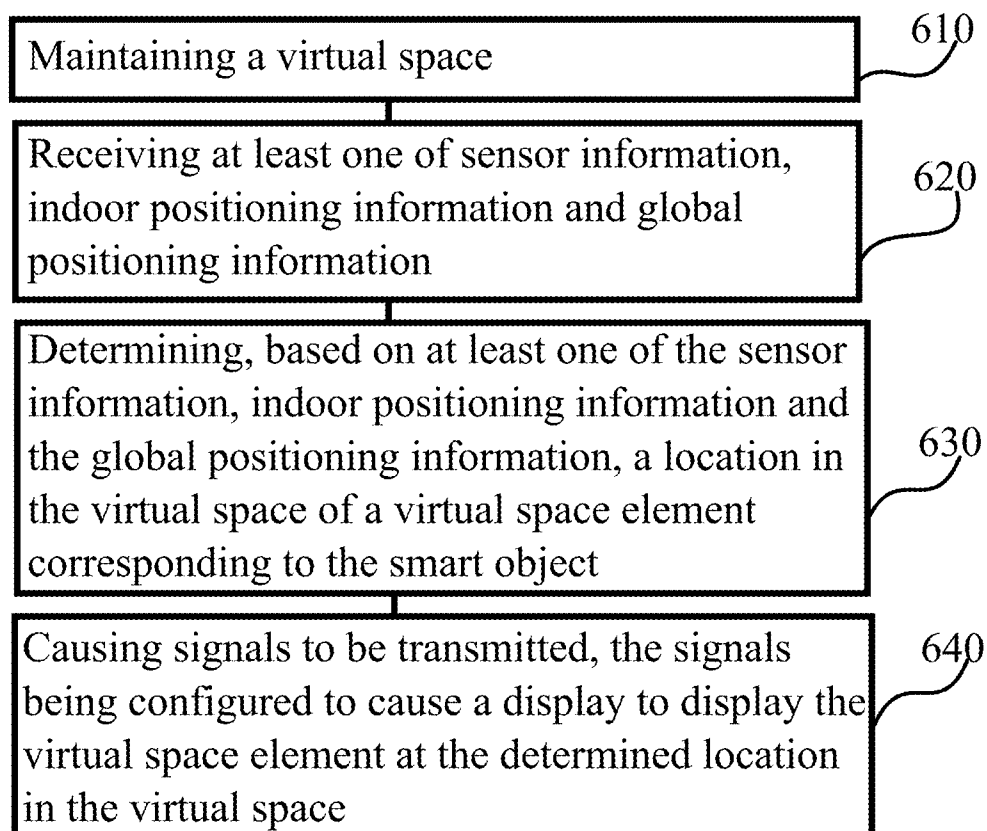 610
Maintaining a virtual space
620
Receiving at least one of sensor information,
indoor positioning information and global
positioning information
630
Determining, based on at least one of the sensor
information, indoor positioning information and
the global positioning information, a location in
the virtual space of a virtual space element
corresponding to the smart object
640
Causing signals to be transmitted, the signals
being configured to cause a display to display the
virtual space element at the determined location
in the virtual space